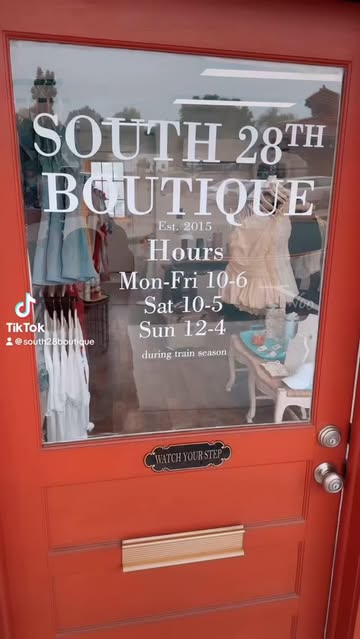 SOUTH 28TH
BOUTIQUE
Est. 2015
Hours
Mon-Fri 10-6
Sat 10-5
Sun 12-4
during train season
TikTok
@south28boutique
WATCH YOUR STEP